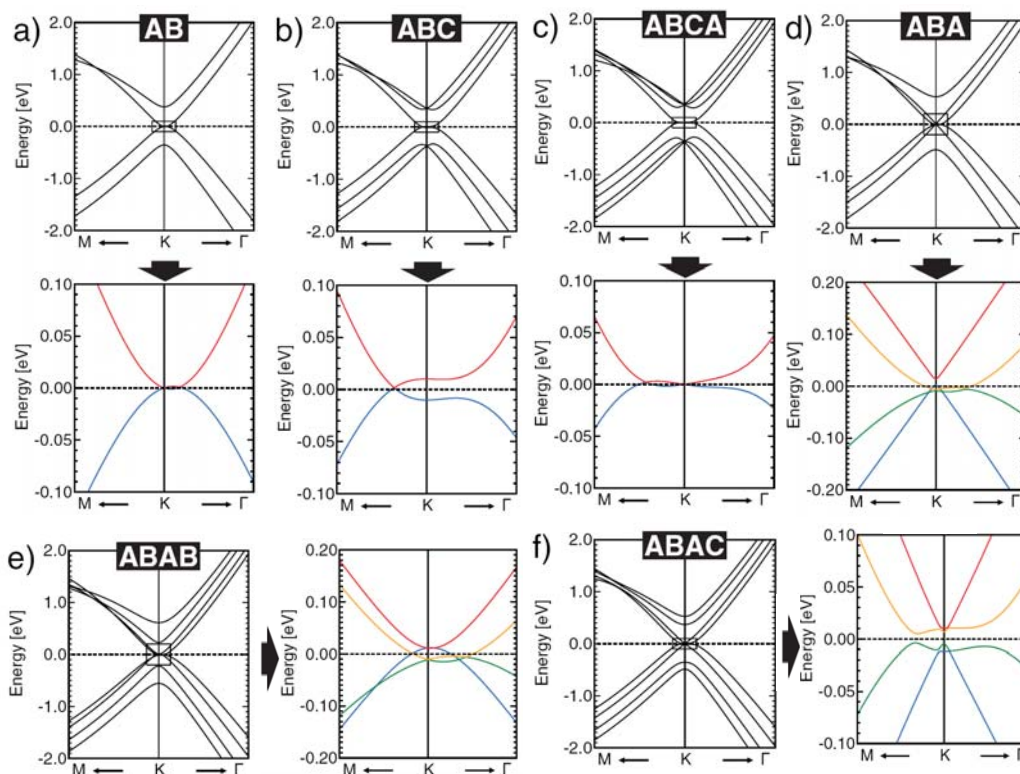 a) AB
b) ABC
c) ABCA
d) ABA
Energy [eV]
2.0
1.0
0.0
-1.0
-2.0
M ← K → Γ
Energy [eV]
2.0
1.0
0.0
-1.0
-2.0
M ← K → Γ
Energy [eV]
2.0
1.0
0.0
-1.0
-2.0
M ← K → Γ
Energy [eV]
2.0
1.0
0.0
-1.0
-2.0
M ← K → Γ
Energy [eV]
0.10
0.05
0.00
-0.05
-0.10
M ← K → Γ
Energy [eV]
0.10
0.05
0.00
-0.05
-0.10
M ← K → Γ
Energy [eV]
0.10
0.05
0.00
-0.05
-0.10
M ← K → Γ
Energy [eV]
0.20
0.10
0.00
-0.10
-0.20
M ← K → Γ
e) ABAB
Energy [eV]
2.0
1.0
0.0
-1.0
-2.0
M ← K → Γ
Energy [eV]
0.20
0.10
0.00
-0.10
-0.20
M ← K → Γ
f) ABAC
Energy [eV]
2.0
1.0
0.0
-1.0
-2.0
M ← K → Γ
Energy [eV]
0.10
0.05
0.00
-0.05
-0.10
M ← K → Γ